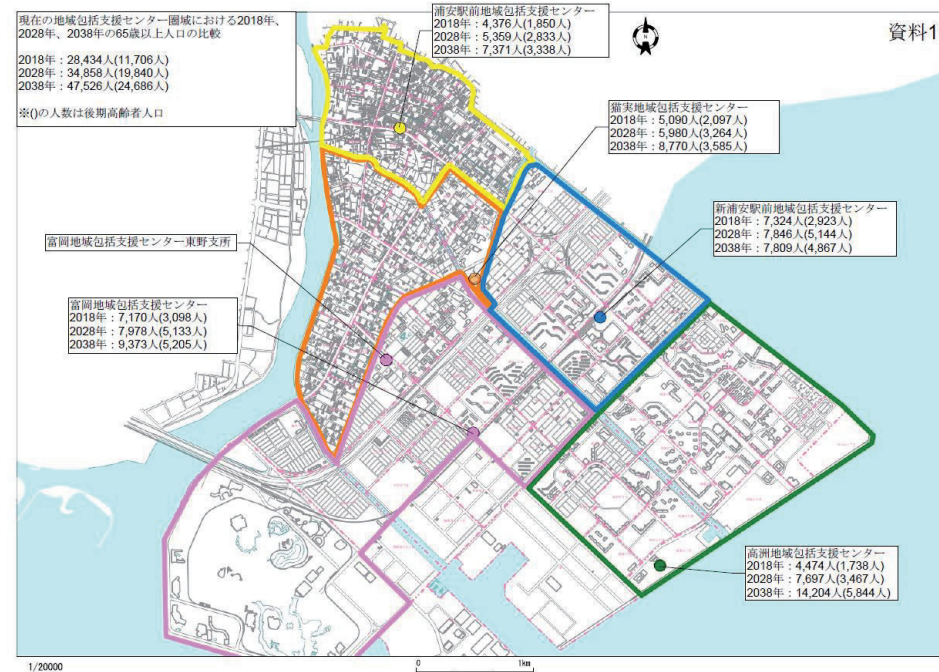 現在の地域包括支援センター圏域における2018年、
2028年、2038年の65歳以上人口の比較
2018年：28,434人(11,706人)
2028年：34,858人(19,840人)
2038年：47,526人(24,686人)
※()の人数は後期高齢者人口
浦安駅前地域包括支援センター
2018年：4,376人(1,850人)
2028年：5,359人(2,833人)
2038年：7,371人(3,338人)
N
資料1
猫実地域包括支援センター
2018年：5,090人(2,097人)
2028年：5,980人(3,264人)
2038年：8,770人(3,585人)
新浦安駅前地域包括支援センター
2018年：7,324人(2,923人)
2028年：7,846人(5,144人)
2038年：7,809人(4,867人)
富岡地域包括支援センター東野支所
富岡地域包括支援センター
2018年：7,170人(3,098人)
2028年：7,978人(5,133人)
2038年：9,373人(5,205人)
高洲地域包括支援センター
2018年：4,474人(1,738人)
2028年：7,697人(3,467人)
2038年：14,204人(5,844人)
1/20000
0
1km